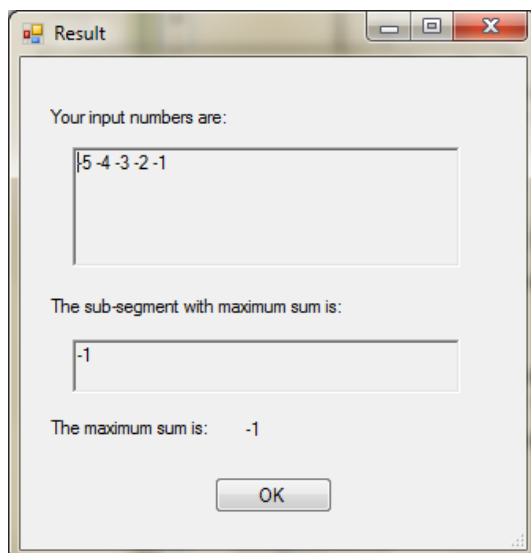 Result
Your input numbers are:
-5 -4 -3 -2 -1
The sub-segment with maximum sum is:
-1
The maximum sum is: -1
OK